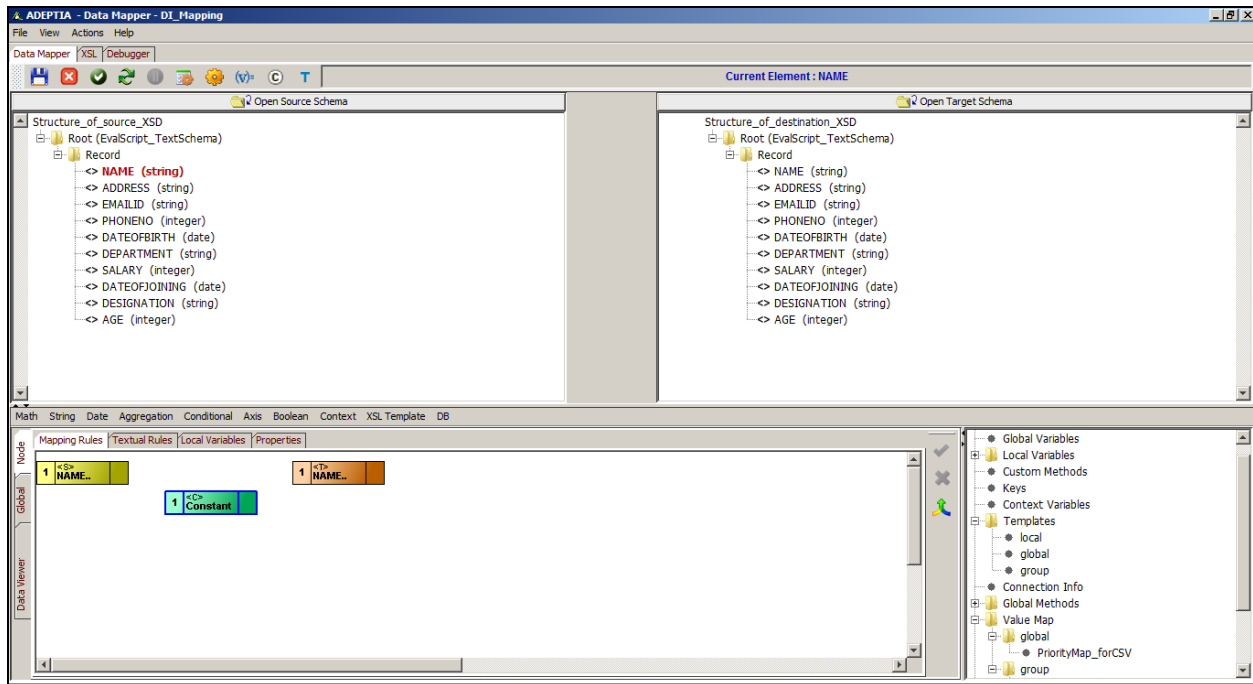 ADEPTIA - Data Mapper - DI_Mapping
File View Actions Help
Data Mapper XSL Debugger
(v)= © T Current Element : NAME
Open Source Schema
Open Target Schema
Structure_of_source_XSD
Root (EvalScript_TextSchema)
Record
<> NAME (string)
<> ADDRESS (string)
<> EMAILID (string)
<> PHONENO (integer)
<> DATEOFBIRTH (date)
<> DEPARTMENT (string)
<> SALARY (integer)
<> DATEOFJOINING (date)
<> DESIGNATION (string)
<> AGE (integer)
Structure_of_destination_XSD
Root (EvalScript_TextSchema)
Record
<> NAME (string)
<> ADDRESS (string)
<> EMAILID (string)
<> PHONENO (integer)
<> DATEOFBIRTH (date)
<> DEPARTMENT (string)
<> SALARY (integer)
<> DATEOFJOINING (date)
<> DESIGNATION (string)
<> AGE (integer)
Math String Date Aggregation Conditional Axis Boolean Context XSL Template DB
Node
Global
Data Viewer
Mapping Rules Textual Rules Local Variables Properties
1 <S> NAME..
1 <T> NAME..
1 <C> Constant
Global Variables
Local Variables
Custom Methods
Keys
Context Variables
Templates
local
global
group
Connection Info
Global Methods
Value Map
global
PriorityMap_forCSV
group